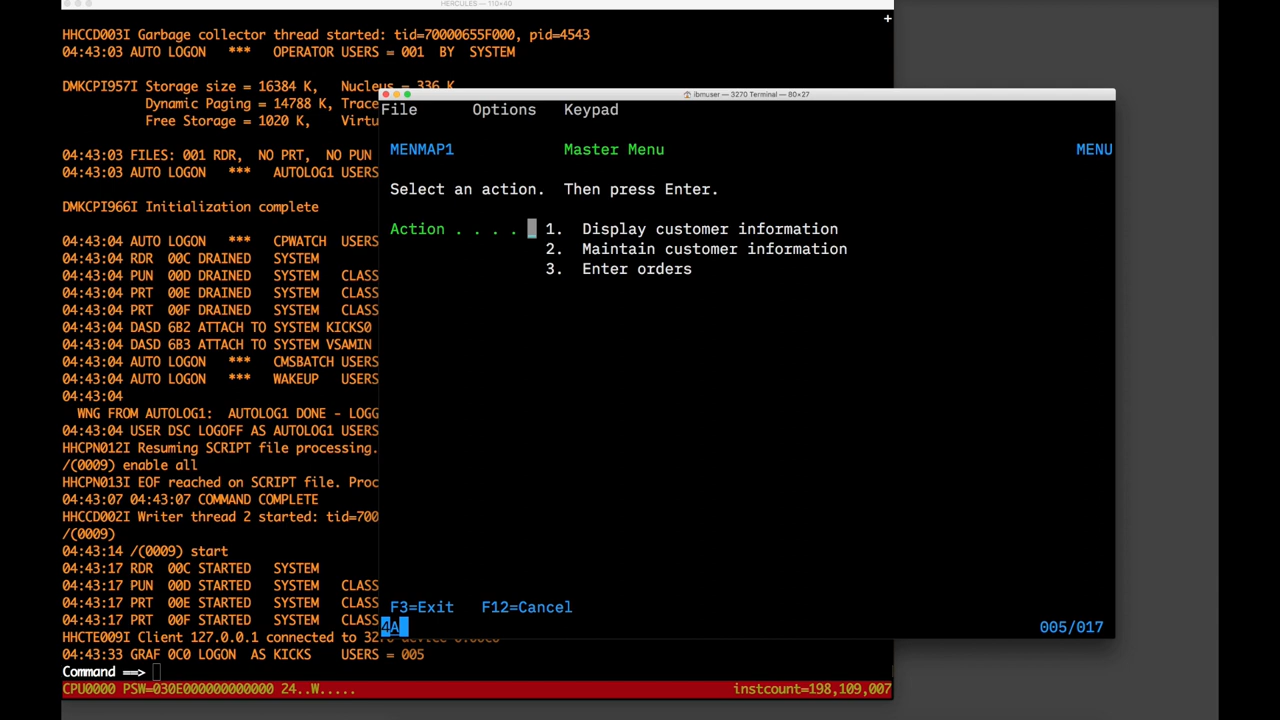 HERCULES — 110×40
HHCCD003I Garbage collector thread started: tid=70000655F000, pid=4543
04:43:03 AUTO LOGON   ***   OPERATOR USERS = 001  BY  SYSTEM
DMKCPI957I Storage size = 16384 K,   Nucleus = 336 K
Dynamic Paging = 14788 K, Trace
Free Storage = 1020 K,   Virtu
04:43:03 FILES: 001 RDR,  NO PRT,  NO PUN
04:43:03 AUTO LOGON   ***   AUTOLOG1 USERS
DMKCPI966I Initialization complete
04:43:04 AUTO LOGON   ***   CPWATCH  USERS
04:43:04 RDR  00C DRAINED   SYSTEM
04:43:04 PUN  00D DRAINED   SYSTEM   CLASS
04:43:04 PRT  00E DRAINED   SYSTEM   CLASS
04:43:04 PRT  00F DRAINED   SYSTEM   CLASS
04:43:04 DASD 6B2 ATTACH TO SYSTEM KICKS0
04:43:04 DASD 6B3 ATTACH TO SYSTEM VSAMIN
04:43:04 AUTO LOGON   ***   CMSBATCH USERS
04:43:04 AUTO LOGON   ***   WAKEUP   USERS
04:43:04
WNG FROM AUTOLOG1:  AUTOLOG1 DONE - LOGG
04:43:04 USER DSC LOGOFF AS AUTOLOG1 USERS
HHCPN012I Resuming SCRIPT file processing.
/(0009) enable all
HHCPN013I EOF reached on SCRIPT file. Proc
04:43:07 04:43:07 COMMAND COMPLETE
HHCCD002I Writer thread 2 started: tid=700
/(0009)
04:43:14 /(0009) start
04:43:17 RDR  00C STARTED   SYSTEM
04:43:17 PUN  00D STARTED   SYSTEM   CLASS
04:43:17 PRT  00E STARTED   SYSTEM   CLASS
04:43:17 PRT  00F STARTED   SYSTEM   CLASS
HHCTE009I Client 127.0.0.1 connected to 3270 device 0:00C0
04:43:33 GRAF 0C0 LOGON  AS KICKS    USERS = 005
Command ==>
CPU0000 PSW=030E000000000000 24..W.....   instcount=198,109,007
ibmuser — 3270 Terminal — 80×27
File   Options   Keypad
MENMAP1   Master Menu   MENU
Select an action.  Then press Enter.
Action . . . . _ 1.  Display customer information
2.  Maintain customer information
3.  Enter orders
F3=Exit   F12=Cancel
4A   005/017